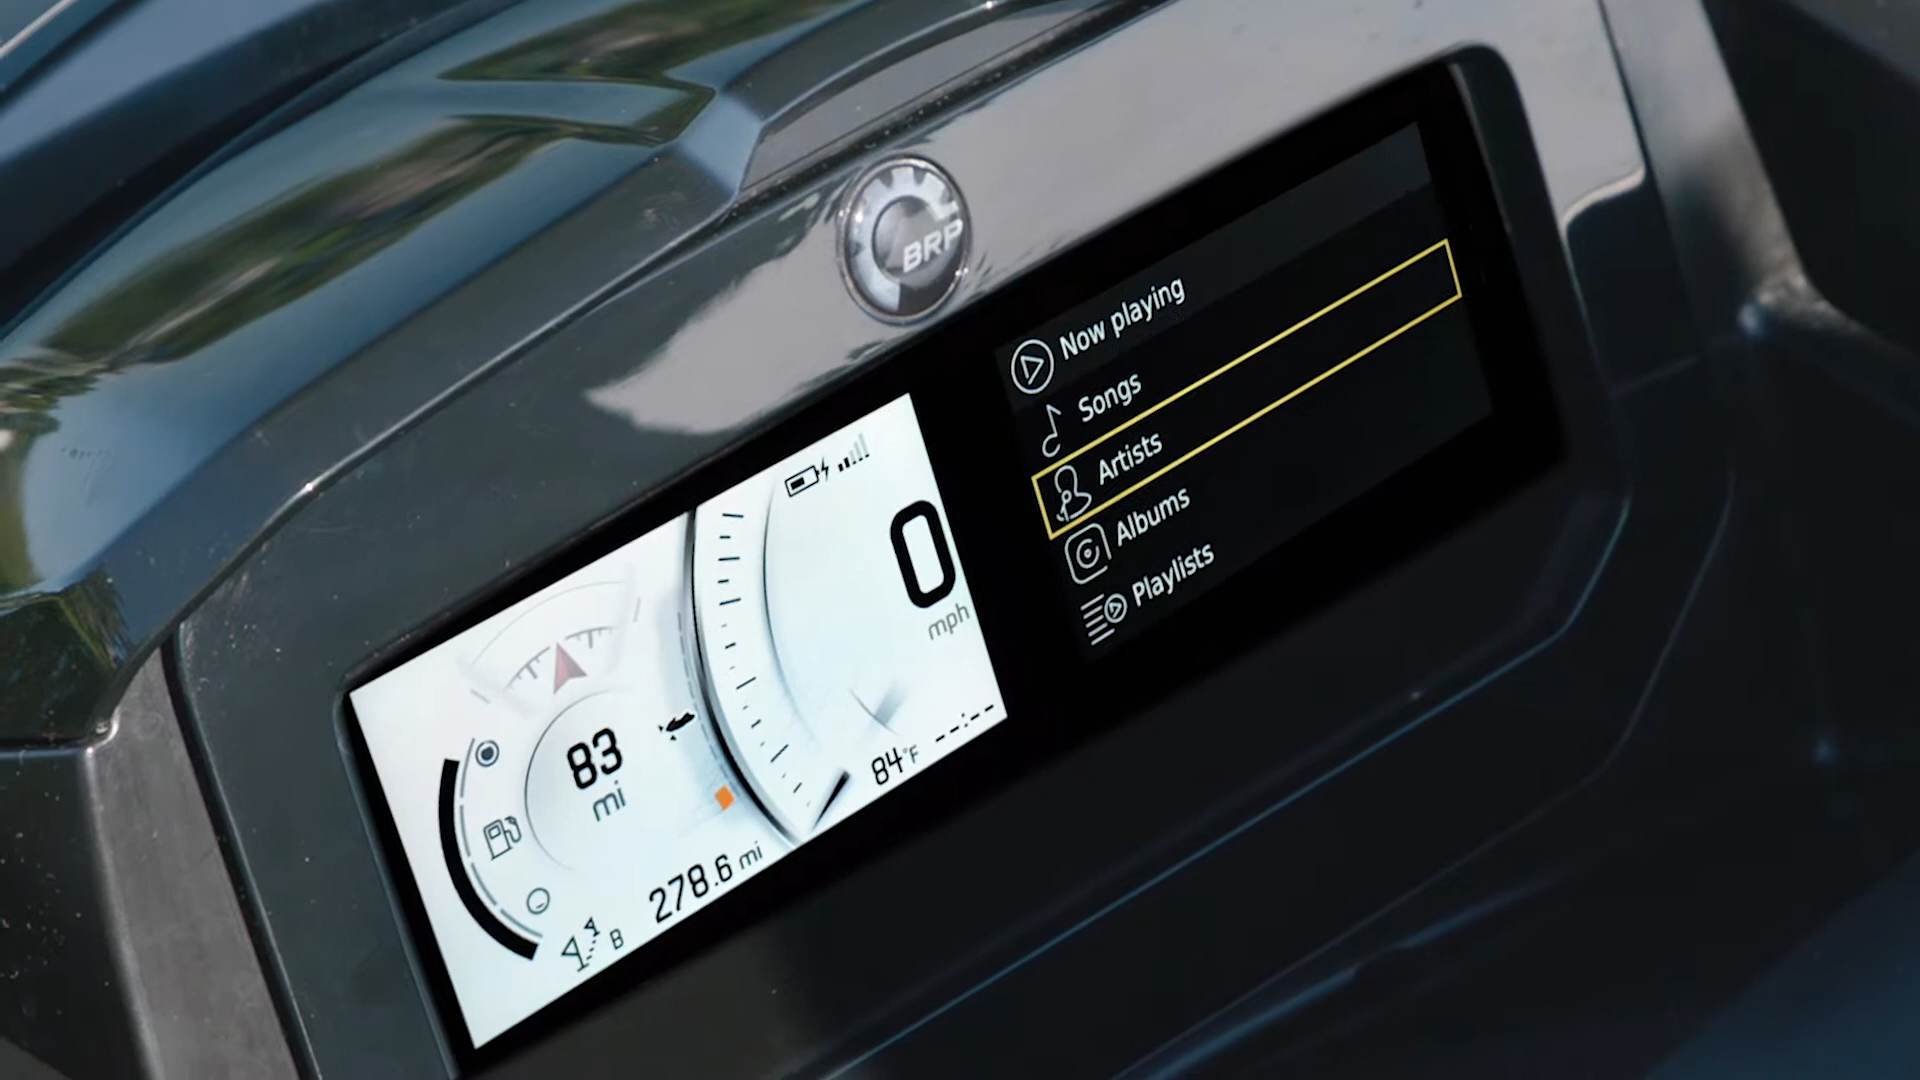 BRP
Now playing
Songs
Artists
Albums
Playlists
0
mph
83
mi
84°F
--:--
278.6 mi
B